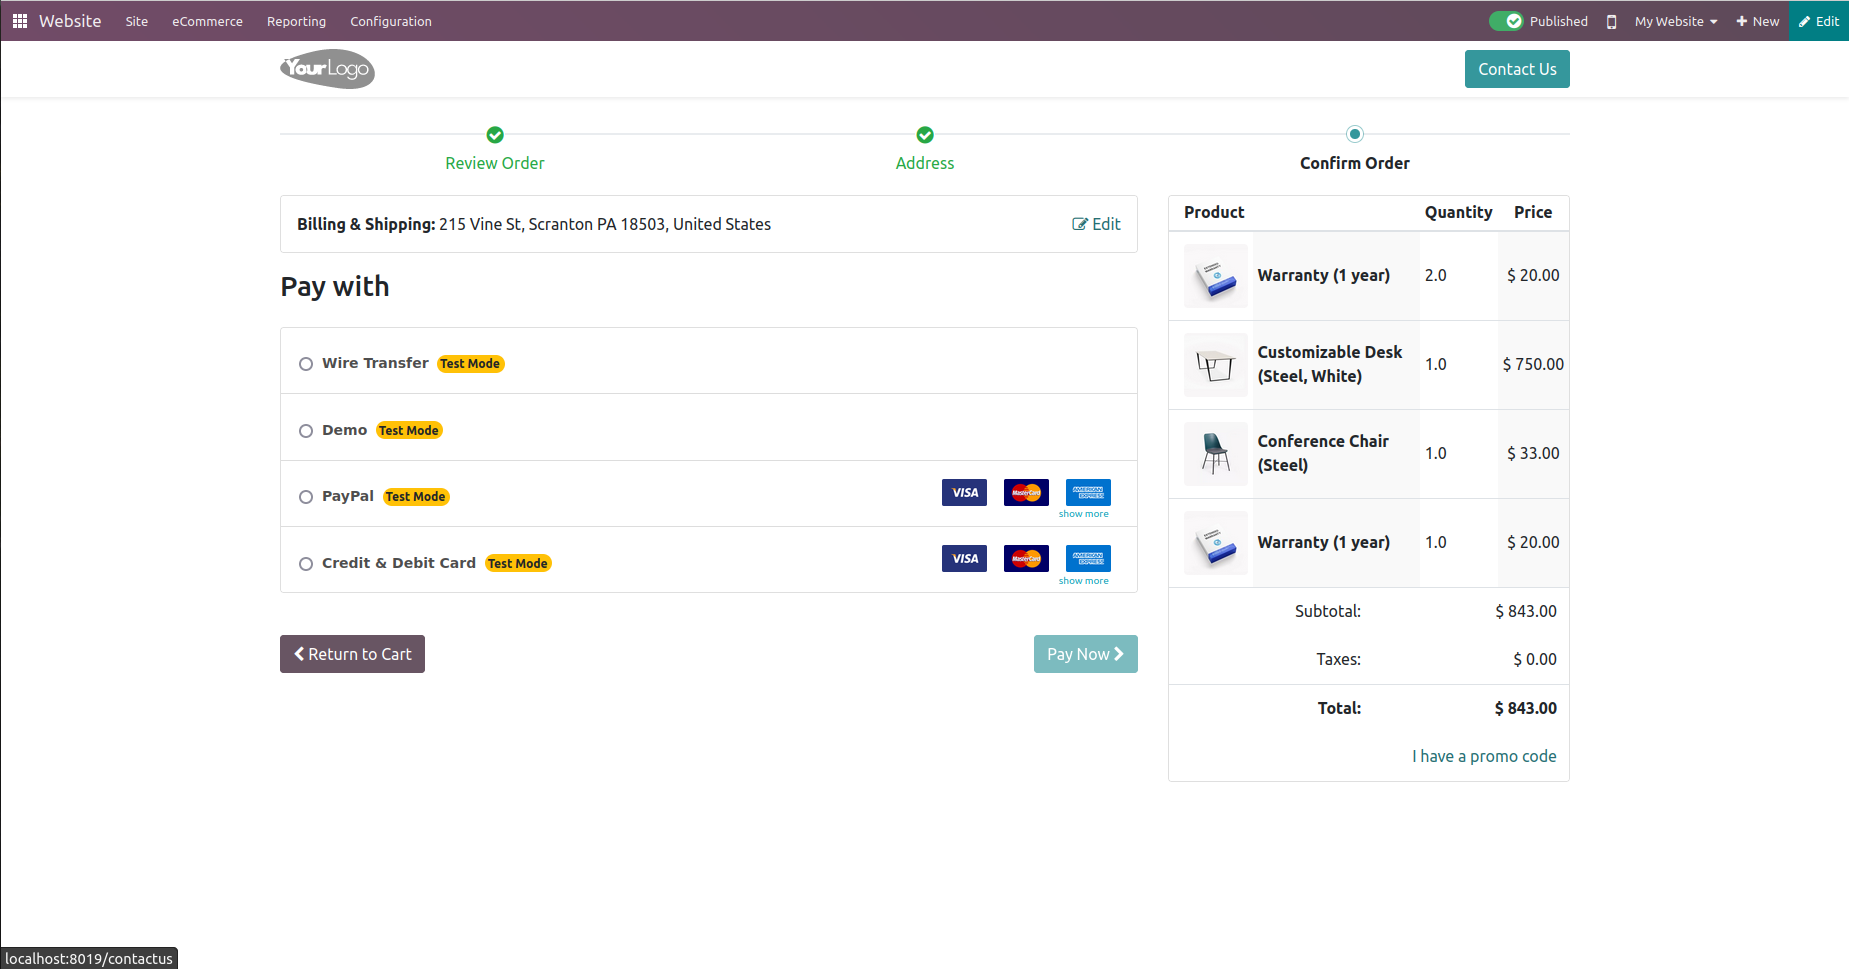 Website Site eCommerce Reporting Configuration Published My Website New Edit
YourLogo Contact Us
Review Order Address Confirm Order
Billing & Shipping: 215 Vine St, Scranton PA 18503, United States Edit
Pay with
Wire Transfer Test Mode
Demo Test Mode
PayPal Test Mode VISA MasterCard AMERICAN EXPRESS
show more
Credit & Debit Card Test Mode VISA MasterCard AMERICAN EXPRESS
show more
Return to Cart Pay Now
Product Quantity Price
Warranty (1 year) 2.0 $ 20.00
Customizable Desk
(Steel, White) 1.0 $ 750.00
Conference Chair
(Steel) 1.0 $ 33.00
Warranty (1 year) 1.0 $ 20.00
Subtotal: $ 843.00
Taxes: $ 0.00
Total: $ 843.00
I have a promo code
localhost:8019/contactus